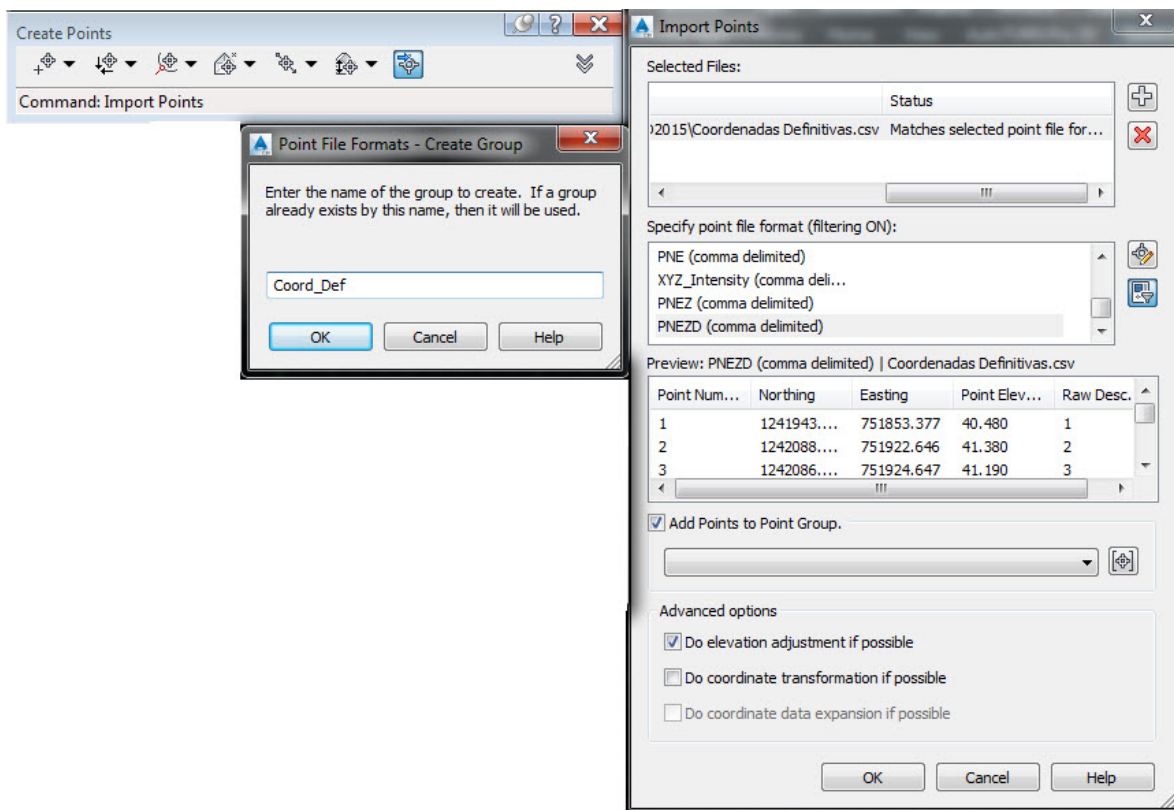 Create Points
Command: Import Points
Point File Formats - Create Group
Enter the name of the group to create. If a group
already exists by this name, then it will be used.
Coord_Def
OK Cancel Help
Import Points
Selected Files:
Status
2015\Coordenadas Definitivas.csv Matches selected point file for...
Specify point file format (filtering ON):
PNE (comma delimited)
XYZ_Intensity (comma deli...
PNEZ (comma delimited)
PNEZD (comma delimited)
Preview: PNEZD (comma delimited) | Coordenadas Definitivas.csv
Point Num... Northing Easting Point Elev... Raw Desc.
1 1241943.... 751853.377 40.480 1
2 1242088.... 751922.646 41.380 2
3 1242086.... 751924.647 41.190 3
Add Points to Point Group.
Advanced options
Do elevation adjustment if possible
Do coordinate transformation if possible
Do coordinate data expansion if possible
OK Cancel Help